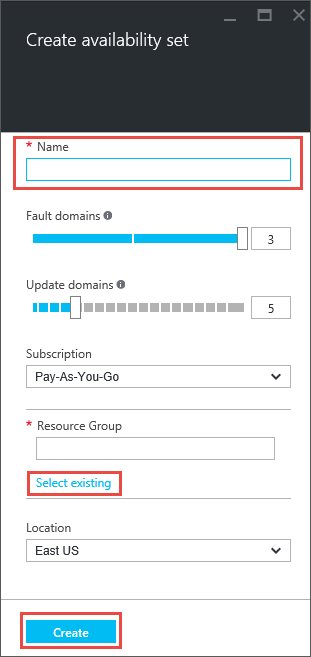 Create availability set
* Name
Fault domains
3
Update domains
5
Subscription
Pay-As-You-Go
* Resource Group
Select existing
Location
East US
Create